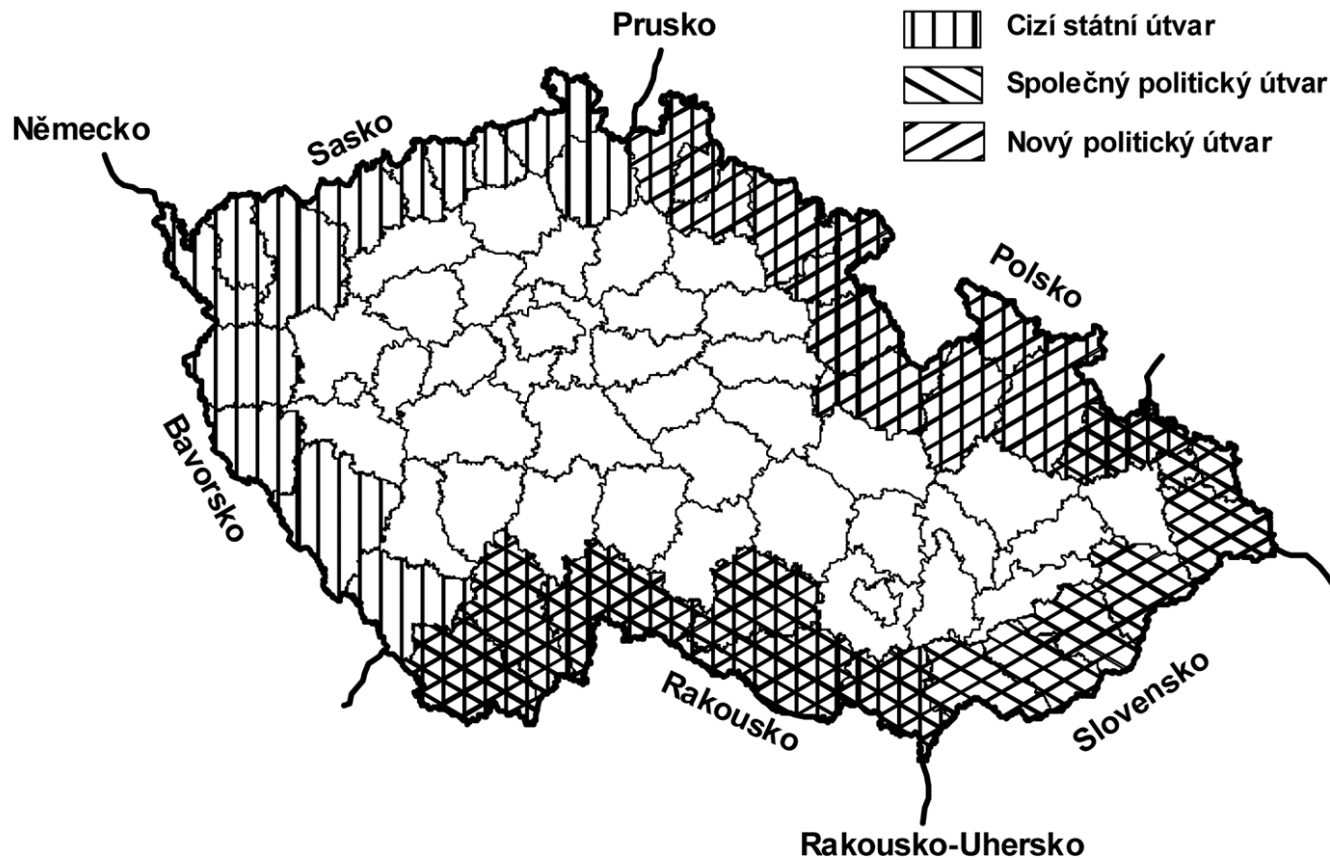 Prusko
Cizí státní útvar
Společný politický útvar
Nový politický útvar
Německo
Sasko
Polsko
Bavorsko
Rakousko
Slovensko
Rakousko-Uhersko